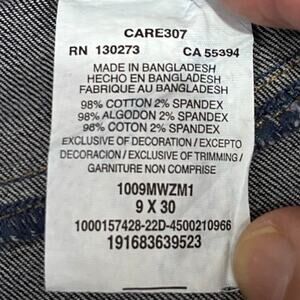 CARE307
RN 130273 CA 55394
MADE IN BANGLADESH
HECHO EN BANGLADESH
FABRIQUE AU BANGLADESH
98% COTTON 2% SPANDEX
98% ALGODON 2% SPANDEX
98% COTON 2% SPANDEX
EXCLUSIVE OF DECORATION / EXCEPTO
DECORACION / EXCLUSIVE OF TRIMMING /
GARNITURE NON COMPRISE
1009MWZM1
9 X 30
1000157428-22D-4500210966
191683639523